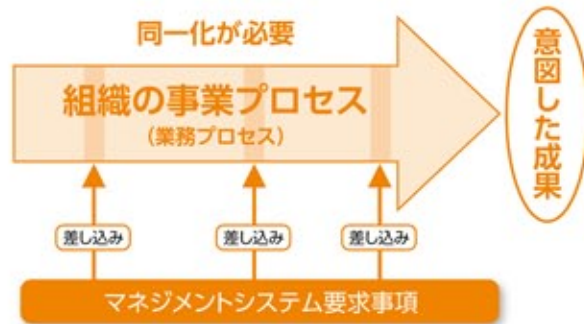 同一化が必要
組織の事業プロセス
(業務プロセス)
意図した成果
差し込み
差し込み
差し込み
マネジメントシステム要求事項